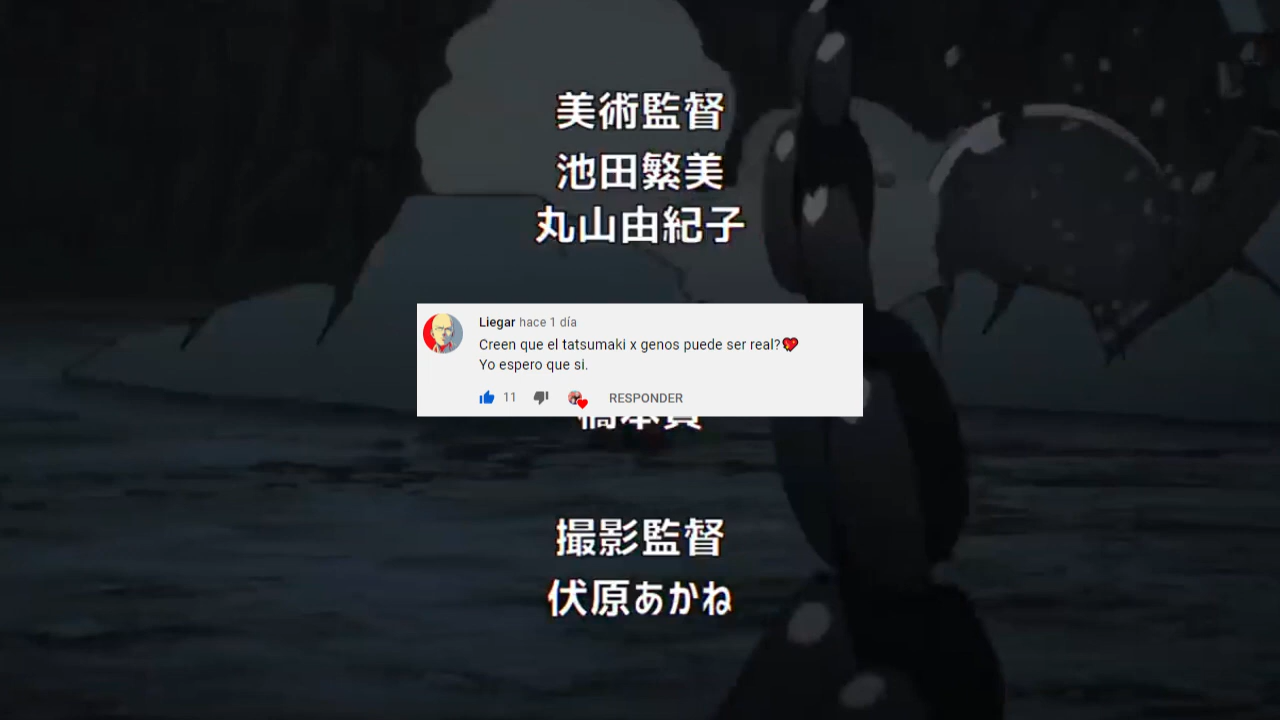 美術監督
池田繁美
丸山由紀子
Liegar hace 1 día
Creen que el tatsumaki x genos puede ser real?💖
Yo espero que si.
11 RESPONDER
撮影監督
伏原あかね